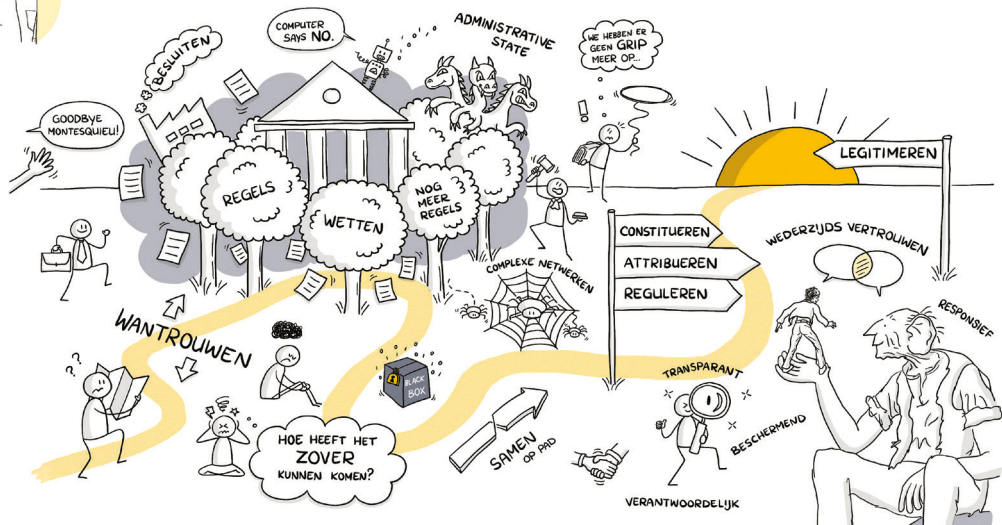 BESLUITEN
COMPUTER
SAYS NO.
ADMINISTRATIVE
STATE
WE HEBBEN ER
GEEN GRIP
MEER OP...
GOODBYE
MONTESQUIEU!
!
LEGITIMEREN
REGELS
WETTEN
NOG
MEER
REGELS
CONSTITUEREN
ATTRIBUEREN
REGULEREN
WEDERZIJDS VERTROUWEN
COMPLEXE NETWERKEN
WANTROUWEN
RESPONSIEF
??
BLACK
BOX
TRANSPARANT
HOE HEEFT HET
ZOVER
KUNNEN KOMEN?
SAMEN
OP PAD
BESCHERMEND
VERANTWOORDELIJK